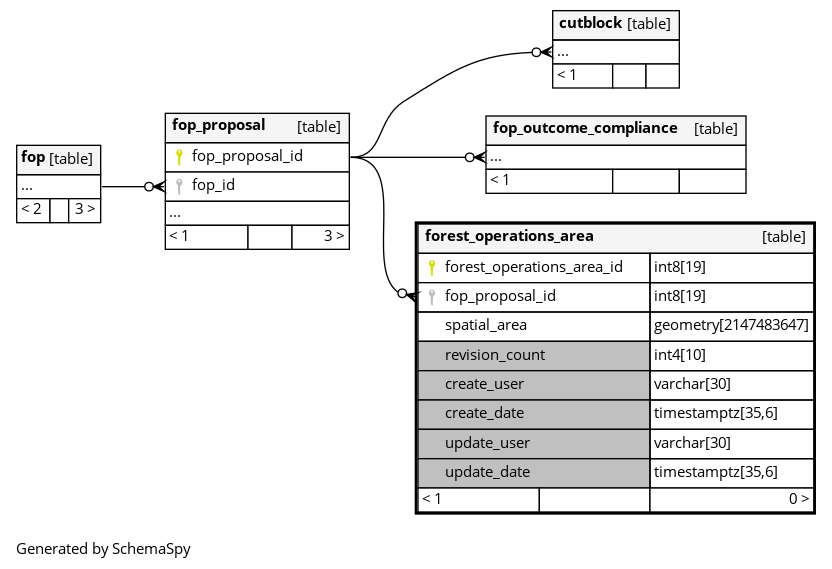 cutblock [table]
...
< 1
fop_proposal [table]
fop_proposal_id
fop_id
...
< 1 3 >
fop_outcome_compliance [table]
...
< 1
fop [table]
...
< 2 3 >
forest_operations_area [table]
forest_operations_area_id int8[19]
fop_proposal_id int8[19]
spatial_area geometry[2147483647]
revision_count int4[10]
create_user varchar[30]
create_date timestamptz[35,6]
update_user varchar[30]
update_date timestamptz[35,6]
< 1 0 >
Generated by SchemaSpy